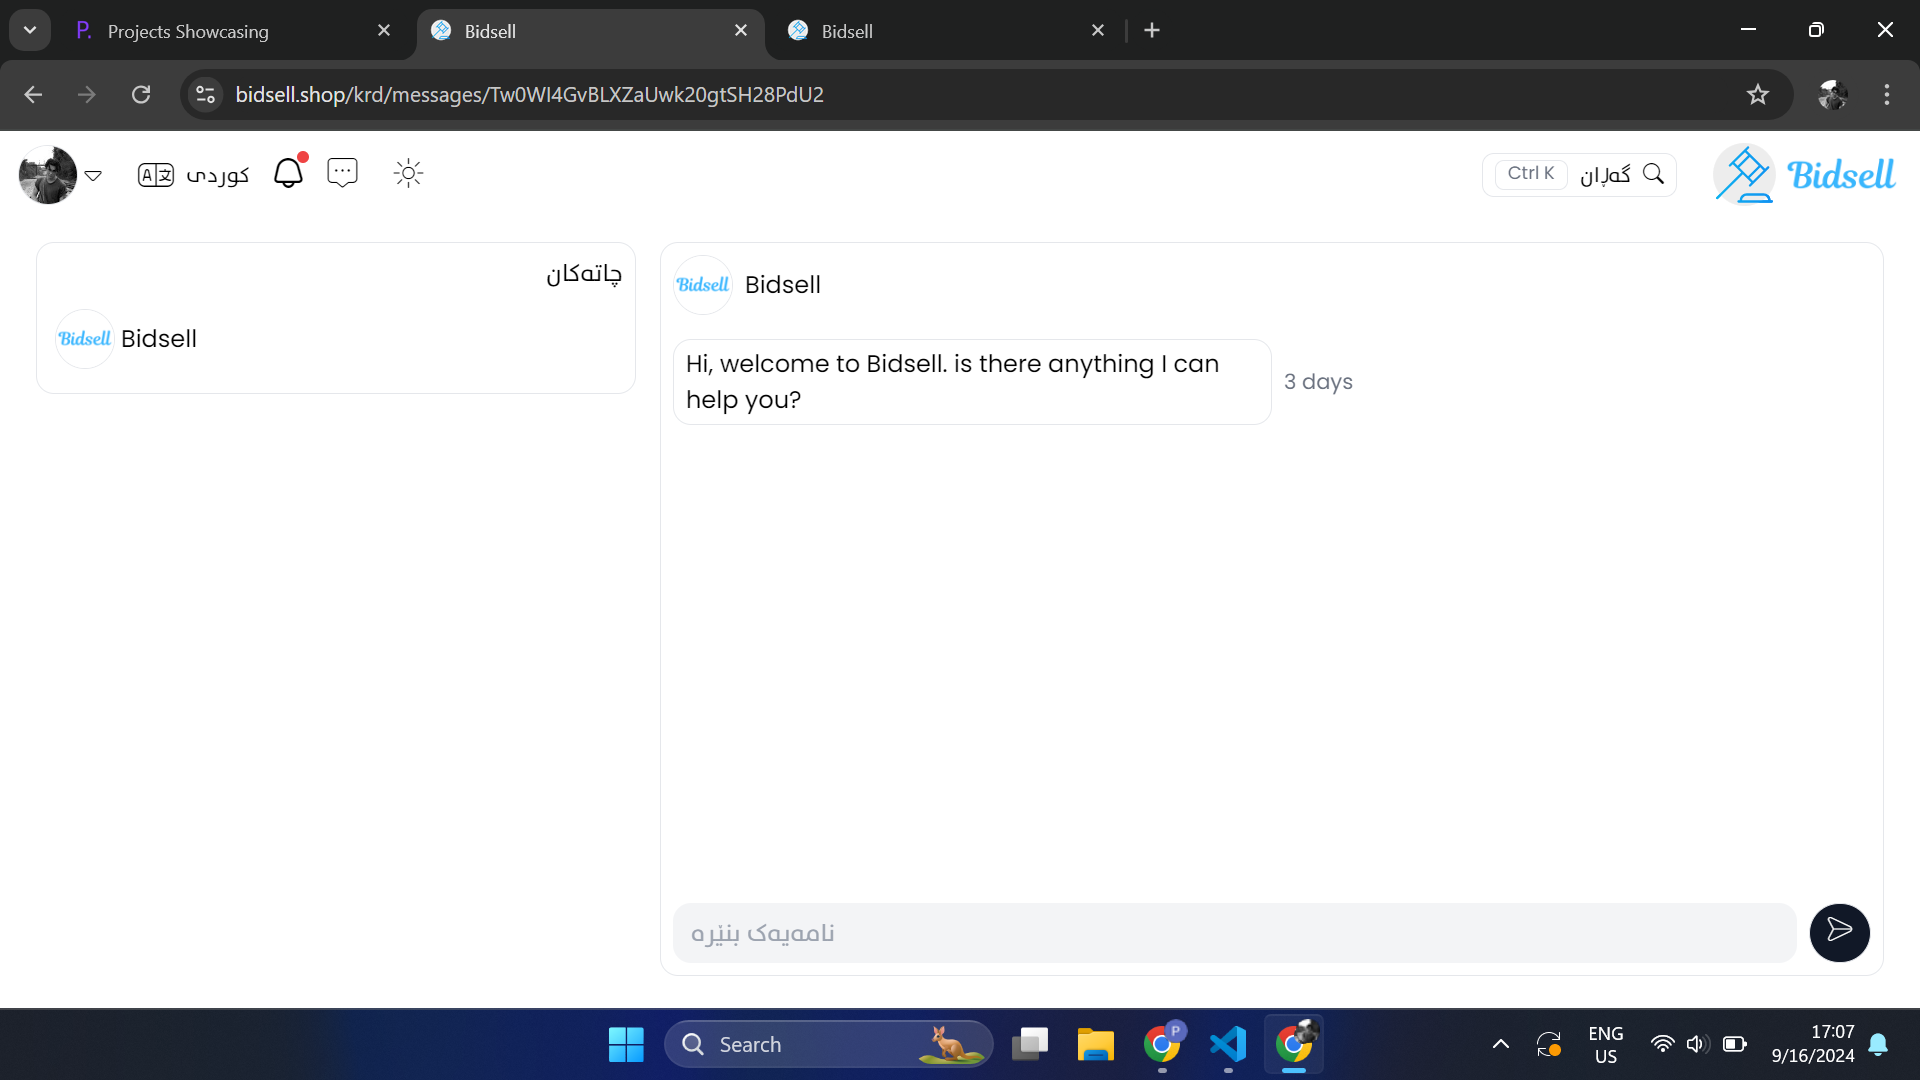 Projects Showcasing
Bidsell
Bidsell
bidsell.shop/krd/messages/Tw0WI4GvBLXZaUwk20gtSH28PdU2
کوردی
Ctrl K
گەڕان
Bidsell
چاتەکان
Bidsell
Bidsell
Bidsell
Bidsell
Hi, welcome to Bidsell. is there anything I can
help you?
3 days
نامەیەک بنێرە
Search
P
ENG
US
17:07
9/16/2024